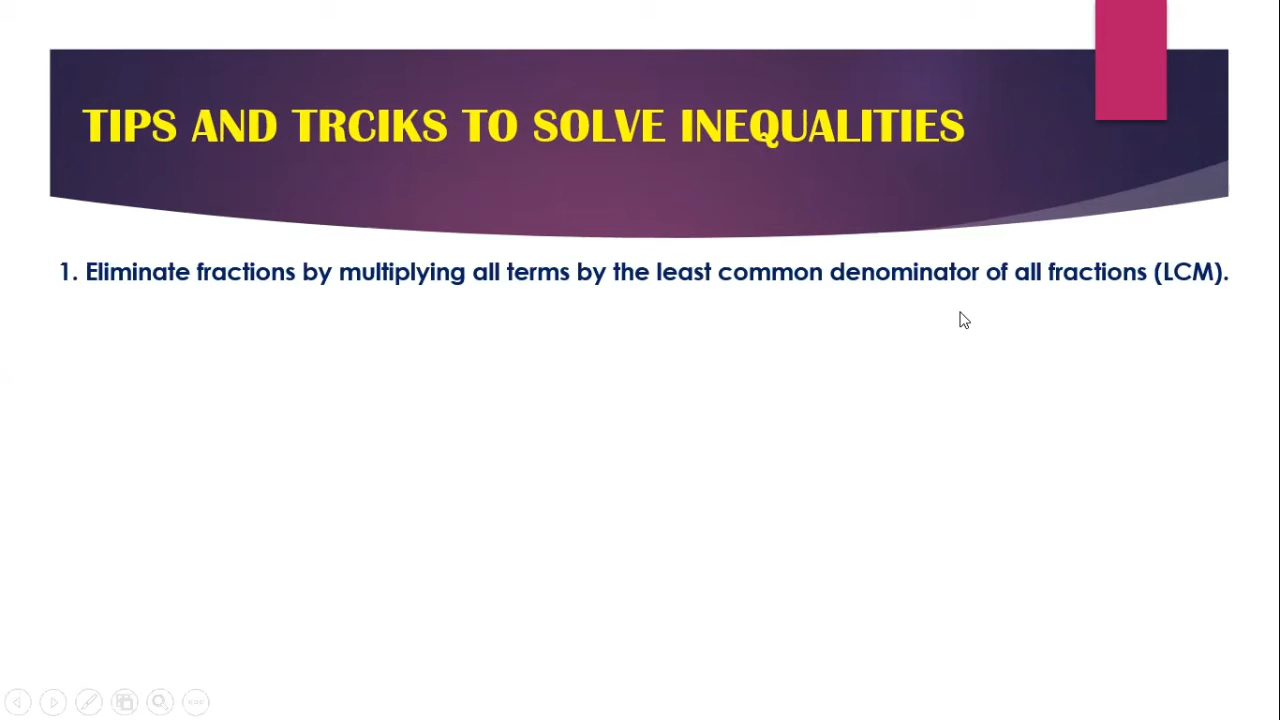 TIPS AND TRCIKS TO SOLVE INEQUALITIES
1. Eliminate fractions by multiplying all terms by the least common denominator of all fractions (LCM).